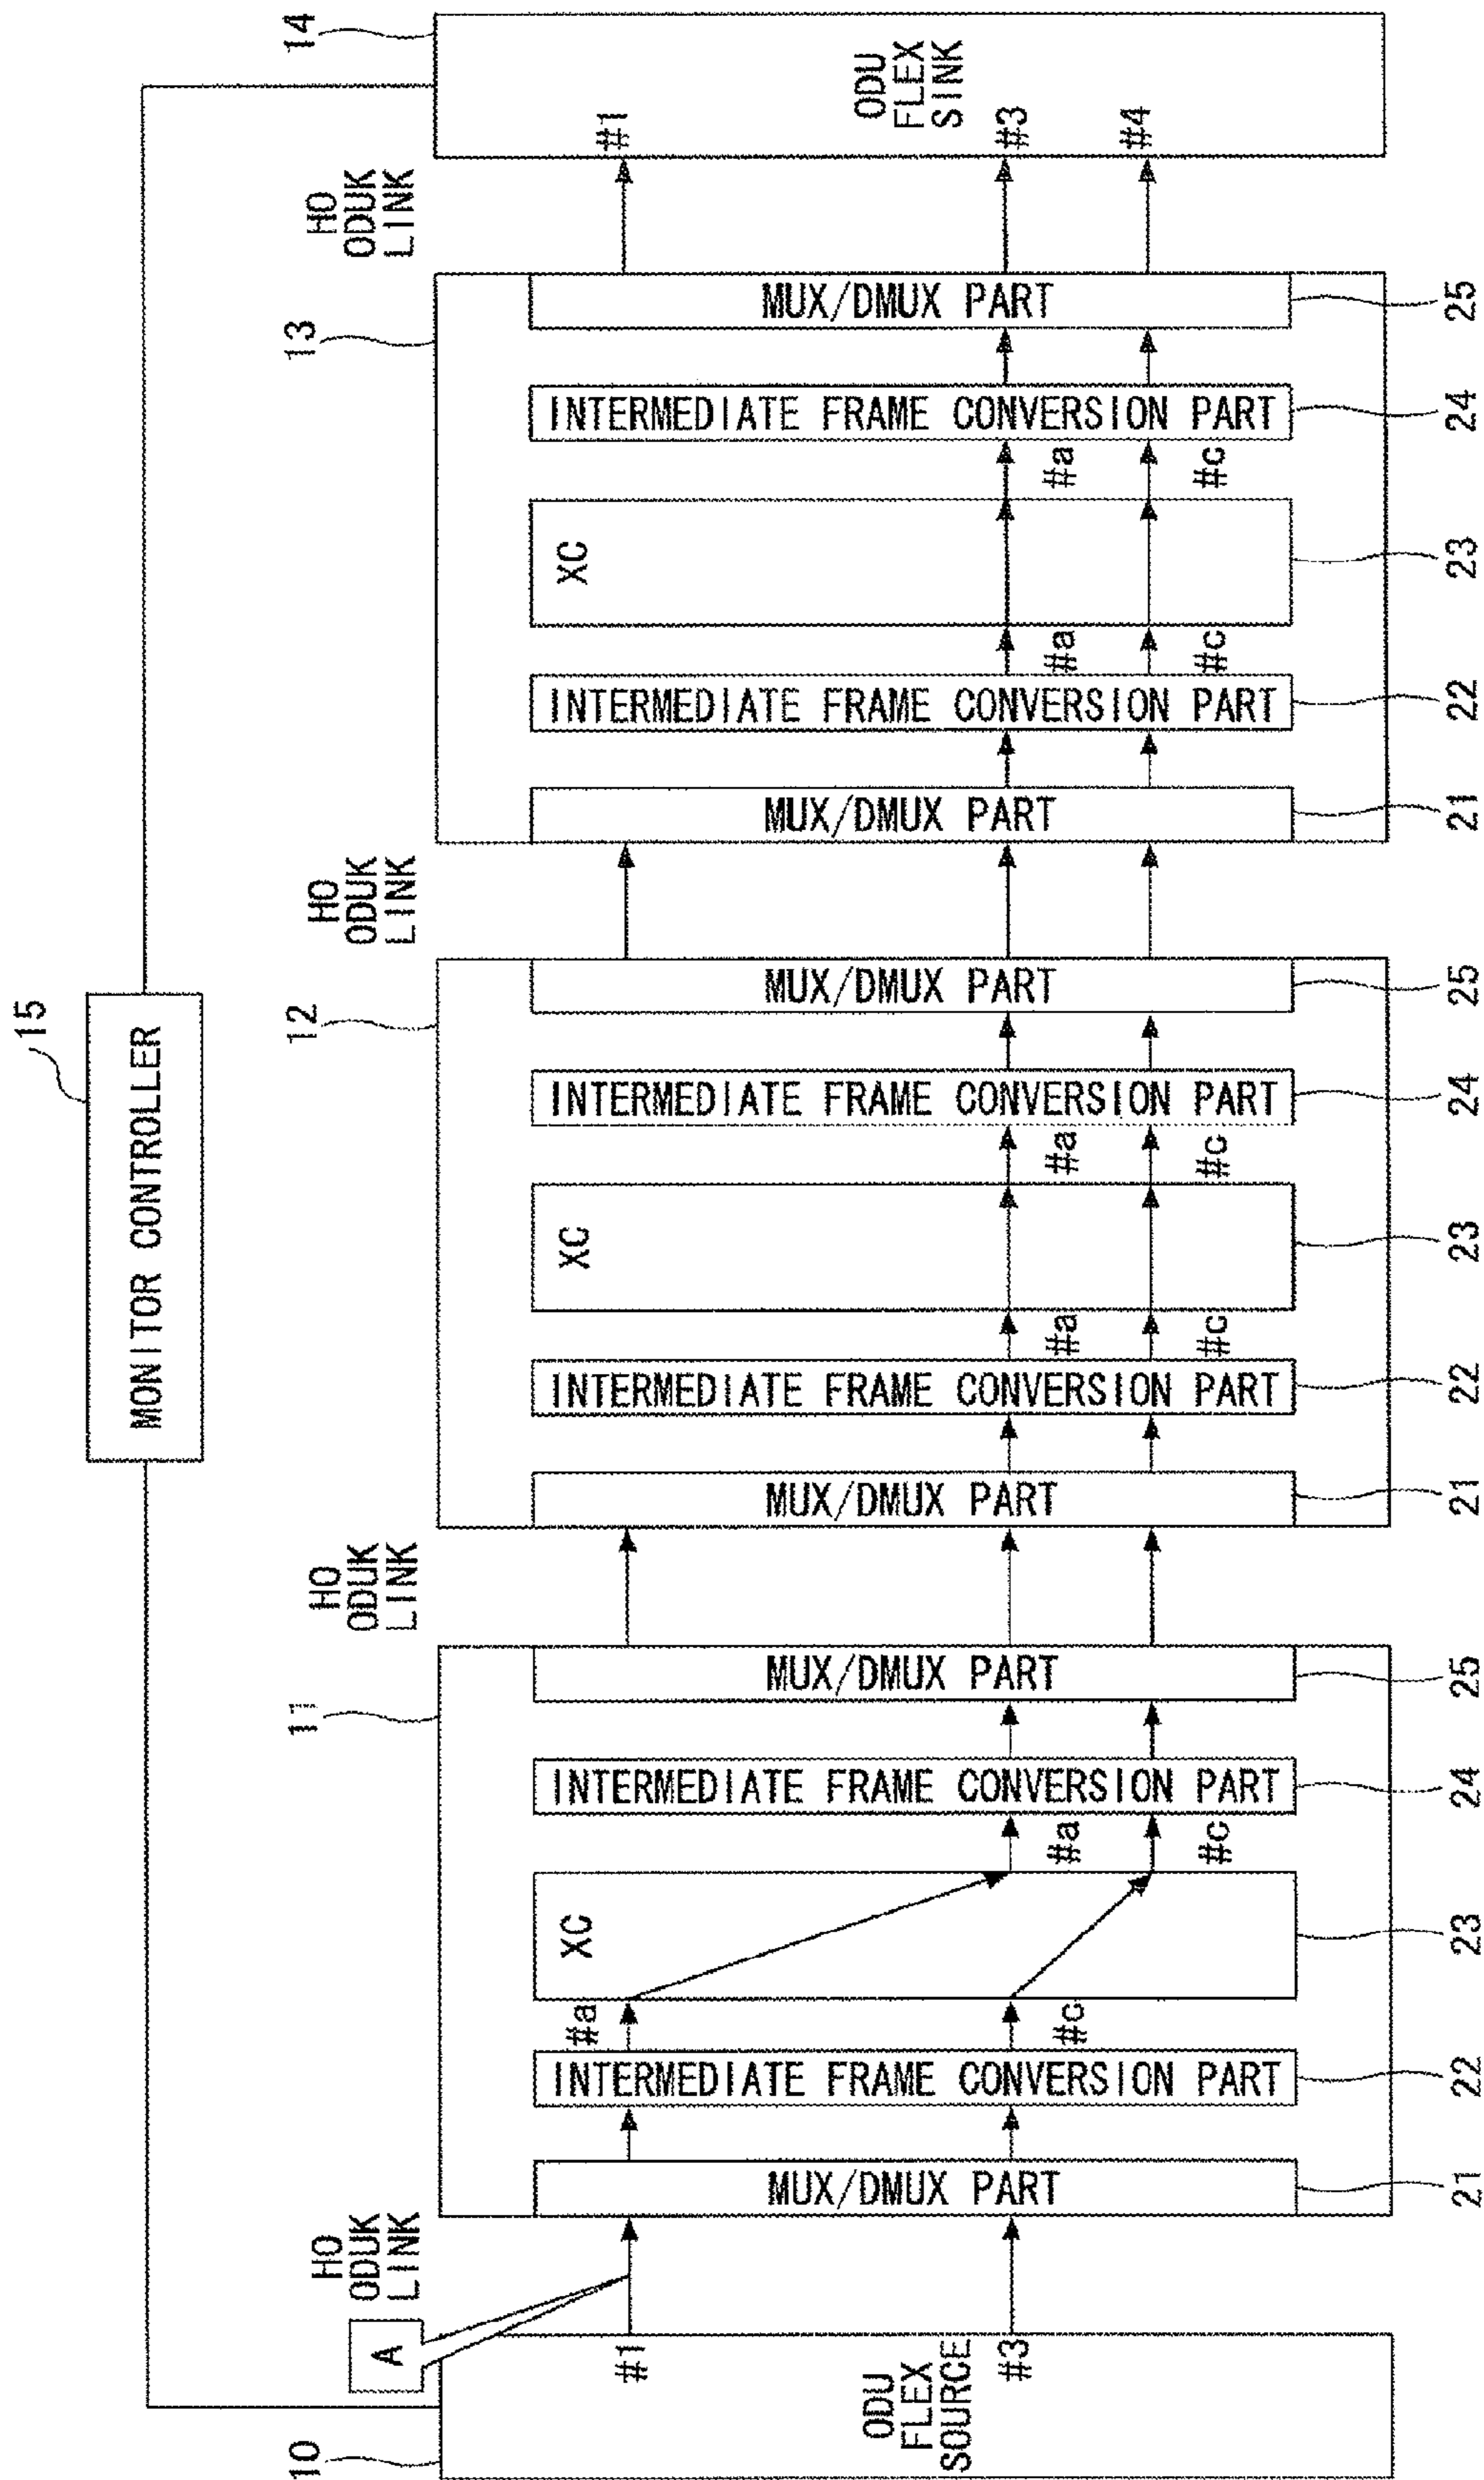 15
MONITOR CONTROLLER
10
A
HO
ODUK
LINK
11
HO
ODUK
LINK
12
HO
ODUK
LINK
13
HO
ODUK
LINK
14
#1
#3
ODU
FLEX
SOURCE
MUX/DMUX PART
INTERMEDIATE FRAME CONVERSION PART
#a
#c
XC
#a
#c
INTERMEDIATE FRAME CONVERSION PART
MUX/DMUX PART
MUX/DMUX PART
INTERMEDIATE FRAME CONVERSION PART
#a
#c
XC
#a
#c
INTERMEDIATE FRAME CONVERSION PART
MUX/DMUX PART
MUX/DMUX PART
INTERMEDIATE FRAME CONVERSION PART
#a
#c
XC
#a
#c
INTERMEDIATE FRAME CONVERSION PART
MUX/DMUX PART
#1
#3
#4
ODU
FLEX
SINK
21
22
23
24
25
21
22
23
24
25
21
22
23
24
25